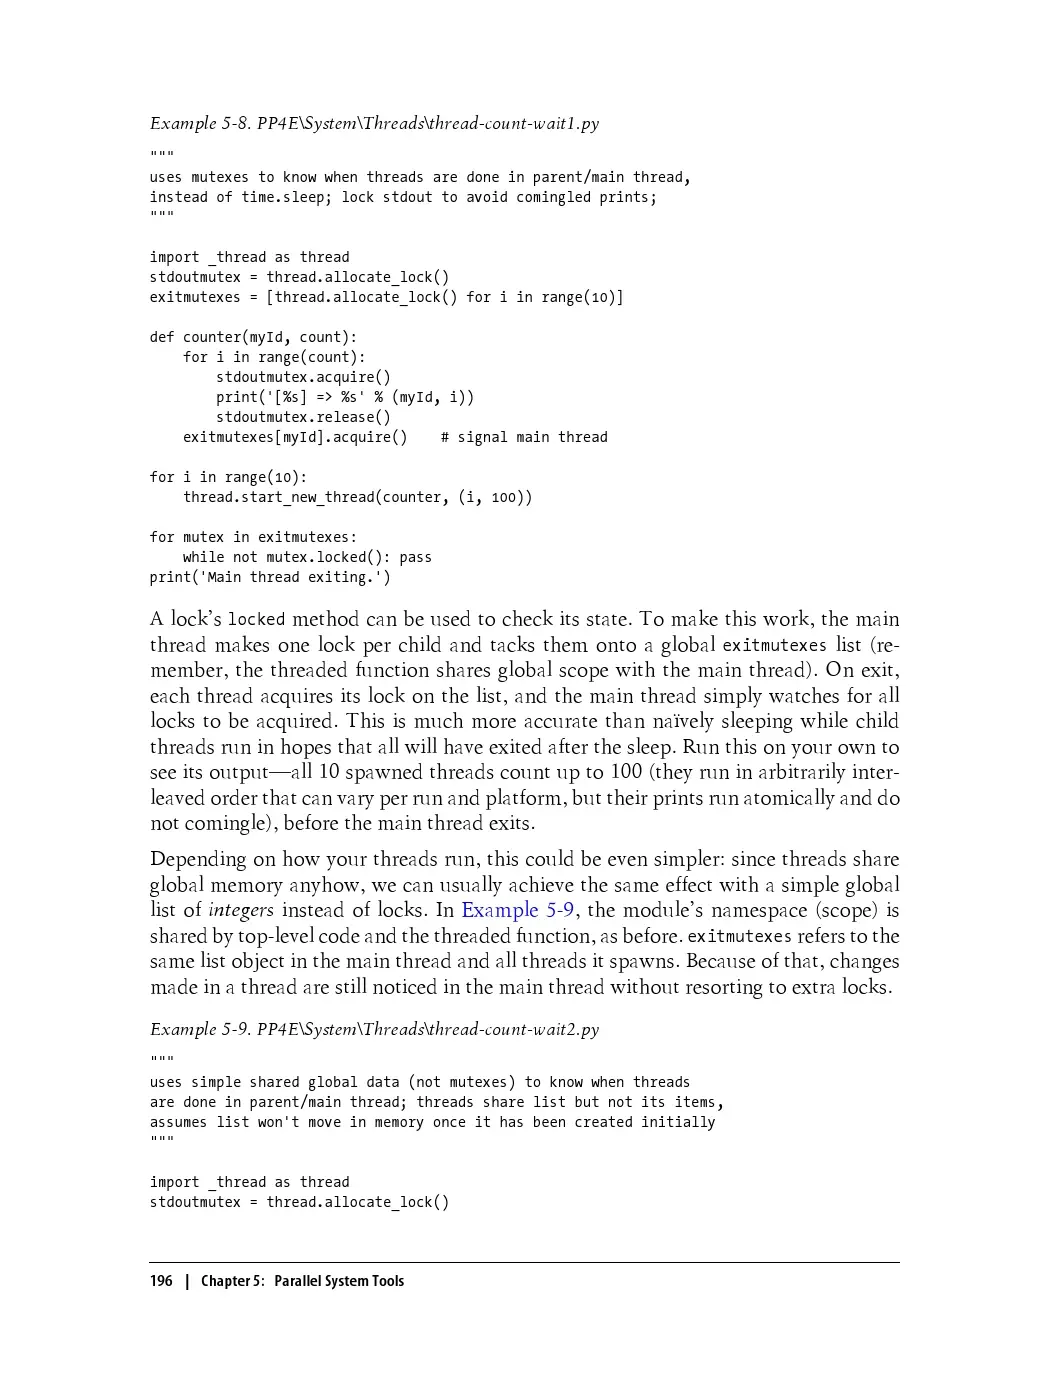 Example 5-8. PP4E\System\Threads\thread-count-wait1.py
"""
uses mutexes to know when threads are done in parent/main thread,
instead of time.sleep; lock stdout to avoid comingled prints;
"""
import _thread as thread
stdoutmutex = thread.allocate_lock()
exitmutexes = [thread.allocate_lock() for i in range(10)]
def counter(myId, count):
    for i in range(count):
        stdoutmutex.acquire()
        print('[%s] => %s' % (myId, i))
        stdoutmutex.release()
    exitmutexes[myId].acquire()    # signal main thread
for i in range(10):
    thread.start_new_thread(counter, (i, 100))
for mutex in exitmutexes:
    while not mutex.locked(): pass
print('Main thread exiting.')
A lock's locked method can be used to check its state. To make this work, the main
thread makes one lock per child and tacks them onto a global exitmutexes list (re-
member, the threaded function shares global scope with the main thread). On exit,
each thread acquires its lock on the list, and the main thread simply watches for all
locks to be acquired. This is much more accurate than naïvely sleeping while child
threads run in hopes that all will have exited after the sleep. Run this on your own to
see its output—all 10 spawned threads count up to 100 (they run in arbitrarily inter-
leaved order that can vary per run and platform, but their prints run atomically and do
not comingle), before the main thread exits.
Depending on how your threads run, this could be even simpler: since threads share
global memory anyhow, we can usually achieve the same effect with a simple global
list of integers instead of locks. In Example 5-9, the module's namespace (scope) is
shared by top-level code and the threaded function, as before. exitmutexes refers to the
same list object in the main thread and all threads it spawns. Because of that, changes
made in a thread are still noticed in the main thread without resorting to extra locks.
Example 5-9. PP4E\System\Threads\thread-count-wait2.py
"""
uses simple shared global data (not mutexes) to know when threads
are done in parent/main thread; threads share list but not its items,
assumes list won't move in memory once it has been created initially
"""
import _thread as thread
stdoutmutex = thread.allocate_lock()
196 | Chapter 5: Parallel System Tools